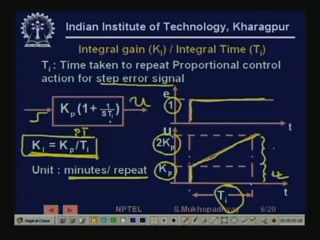 Indian Institute of Technology, Kharagpur
Integral gain (KI) / Integral Time (Ti)
Ti : Time taken to repeat Proportional control
action for step error signal
e
1
t
Kp(1+ 1/STi)
u
PI
KI = Kp/Ti
Unit : minutes/ repeat
u
2Kp
Kp
t
Ti
NPTEL
S.Mukhopadhyay
6/20